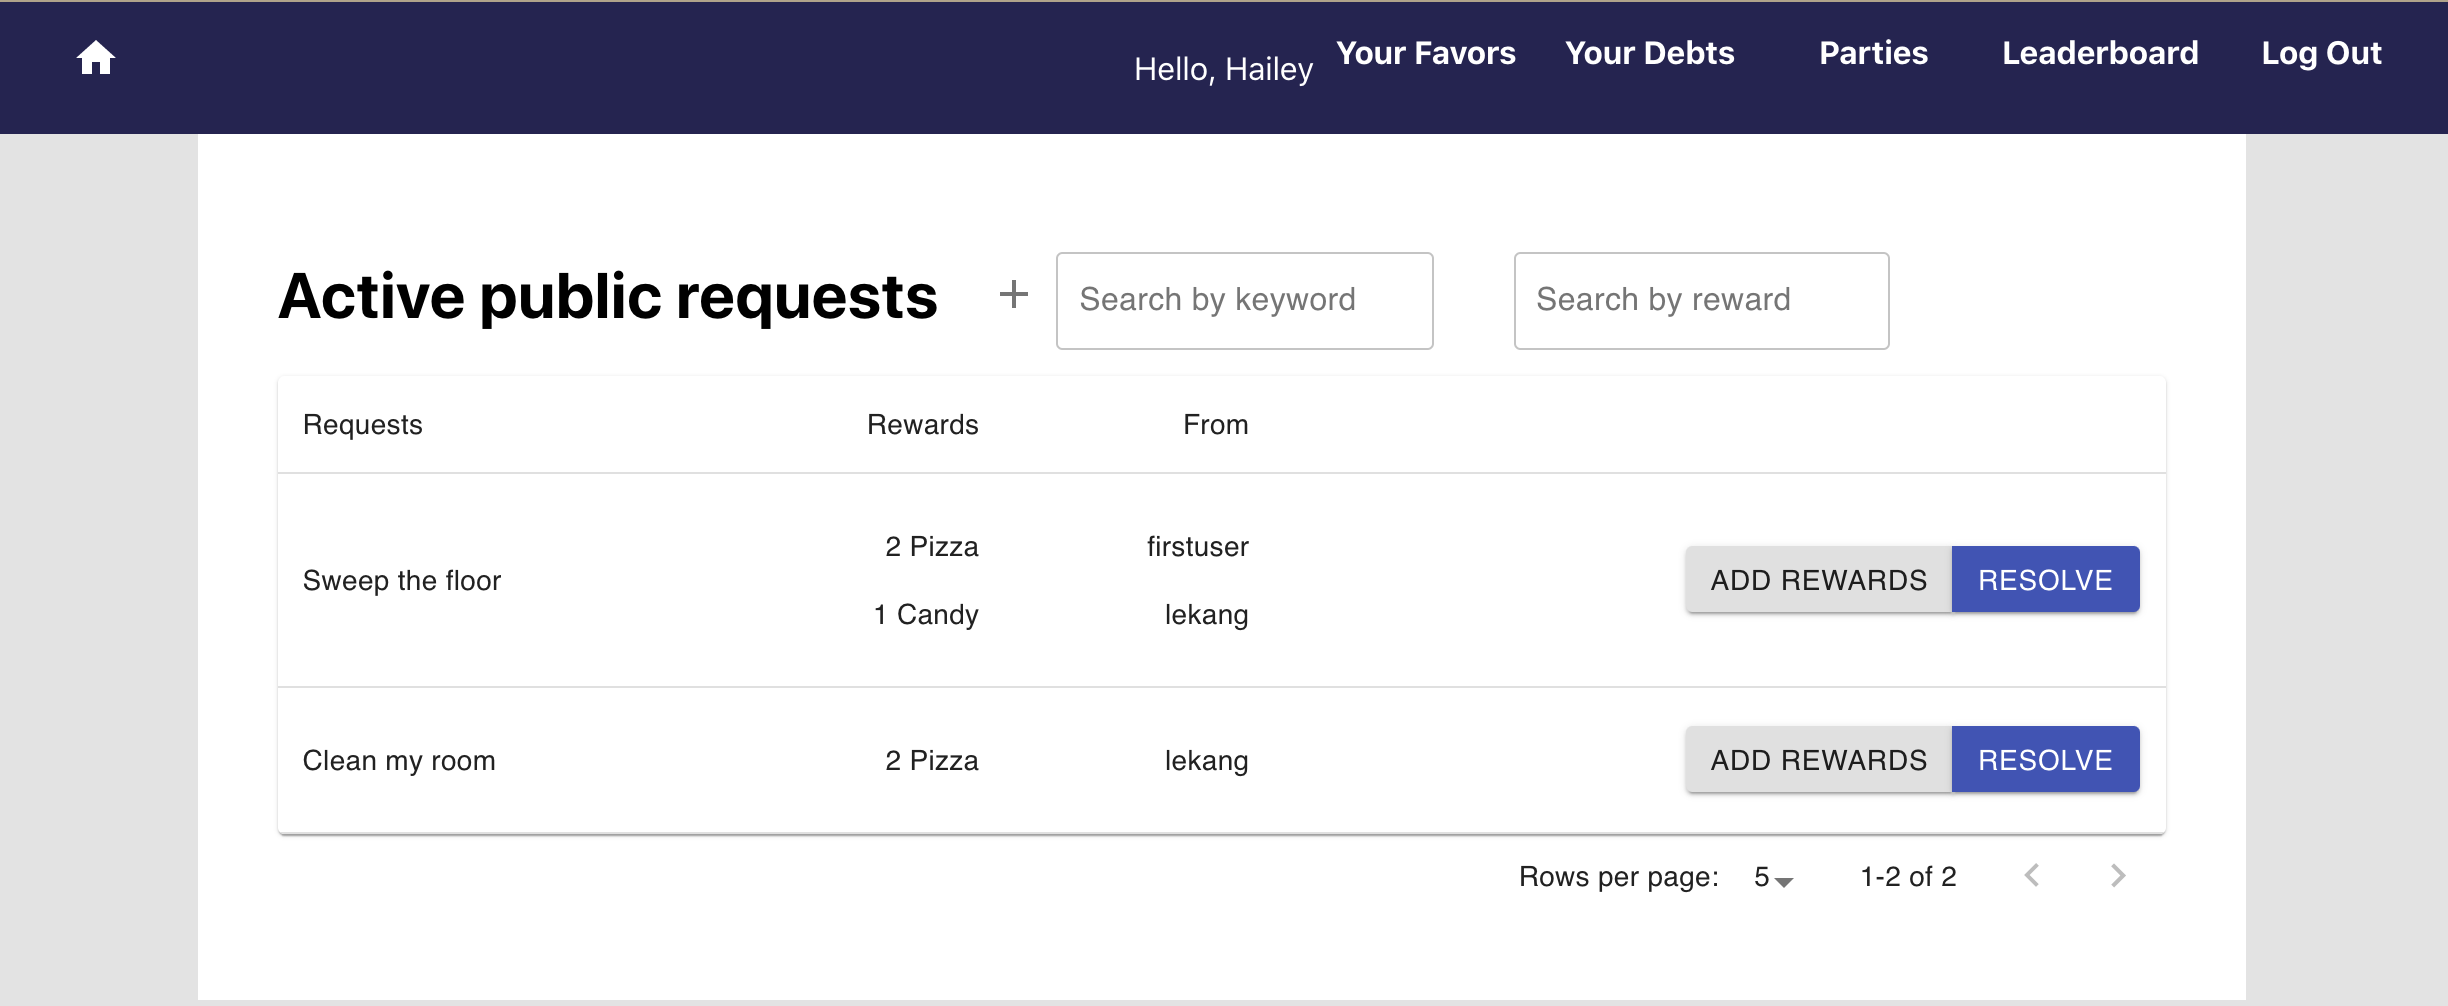 Hello, Hailey Your Favors Your Debts Parties Leaderboard Log Out
Active public requests + Search by keyword Search by reward
Requests Rewards From
2 Pizza firstuser
Sweep the floor ADD REWARDS RESOLVE
1 Candy lekang
Clean my room 2 Pizza lekang ADD REWARDS RESOLVE
Rows per page: 5 1-2 of 2